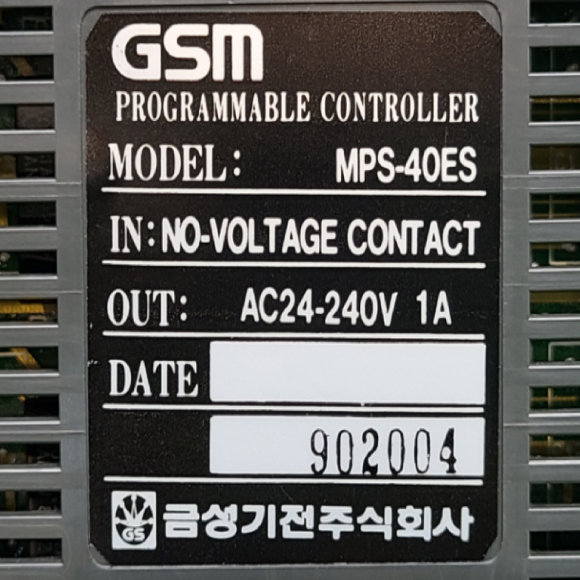 GSM
PROGRAMMABLE CONTROLLER
MODEL: MPS-40ES
IN: NO-VOLTAGE CONTACT
OUT: AC24-240V 1A
DATE
902004
GS 금성기전주식회사